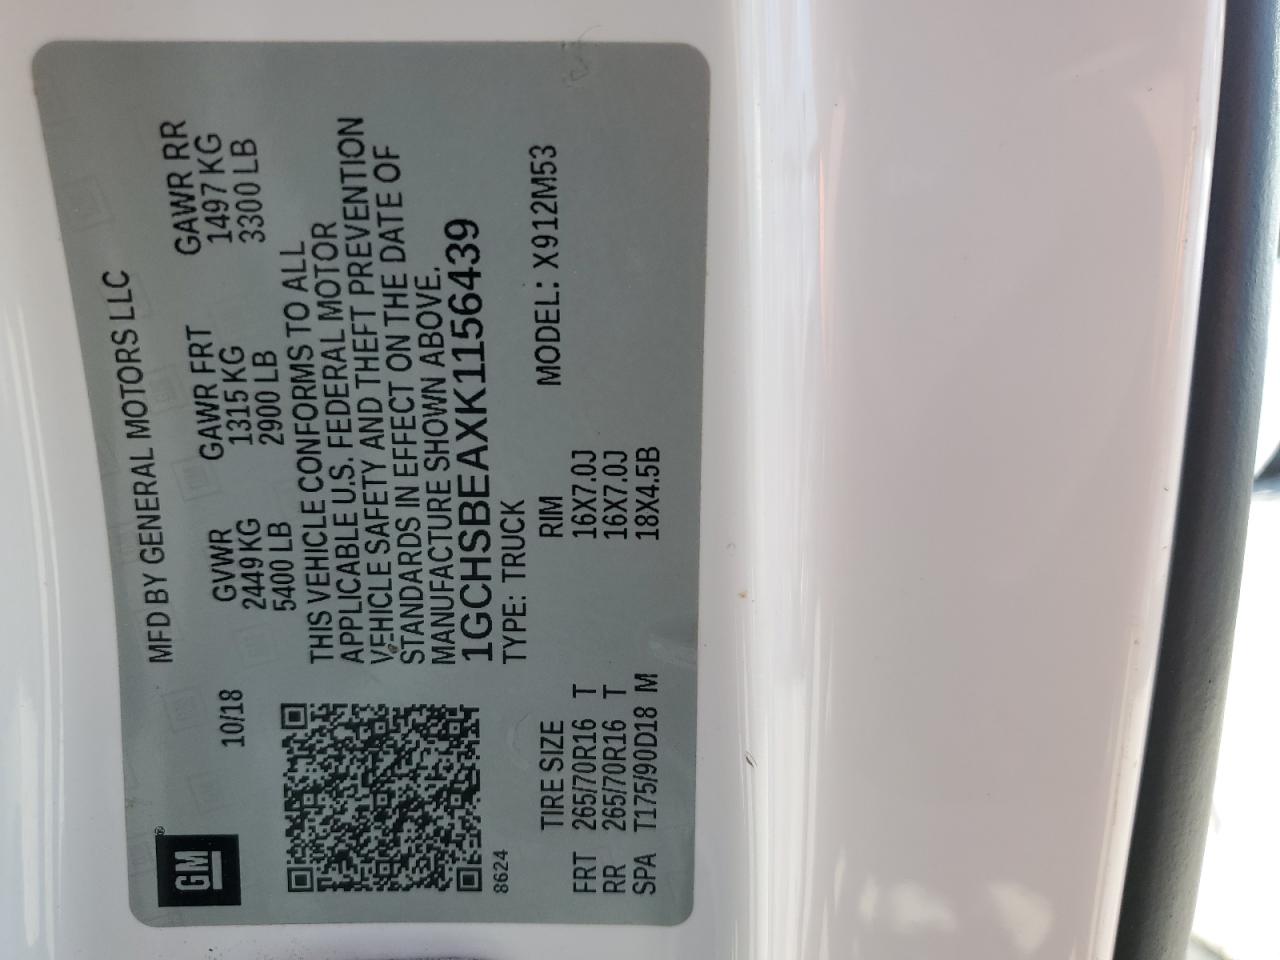 GM®
MFD BY GENERAL MOTORS LLC
10/18
GVWR GAWR FRT GAWR RR
2449 KG 1315 KG 1497 KG
5400 LB 2900 LB 3300 LB
THIS VEHICLE CONFORMS TO ALL
APPLICABLE U.S. FEDERAL MOTOR
VEHICLE SAFETY AND THEFT PREVENTION
STANDARDS IN EFFECT ON THE DATE OF
MANUFACTURE SHOWN ABOVE.
1GCHSBEAXK1156439
8624
TYPE: TRUCK
MODEL: X912M53
TIRE SIZE RIM
FRT 265/70R16 T 16X7.0J
RR 265/70R16 T 16X7.0J
SPA T175/90D18 M 18X4.5B